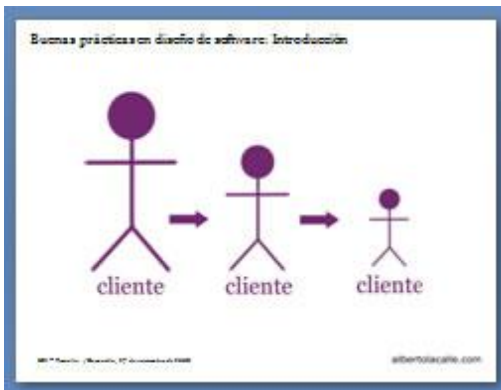 Buenas prácticas en diseño de software: Introducción
cliente cliente cliente
albertolacalle.com